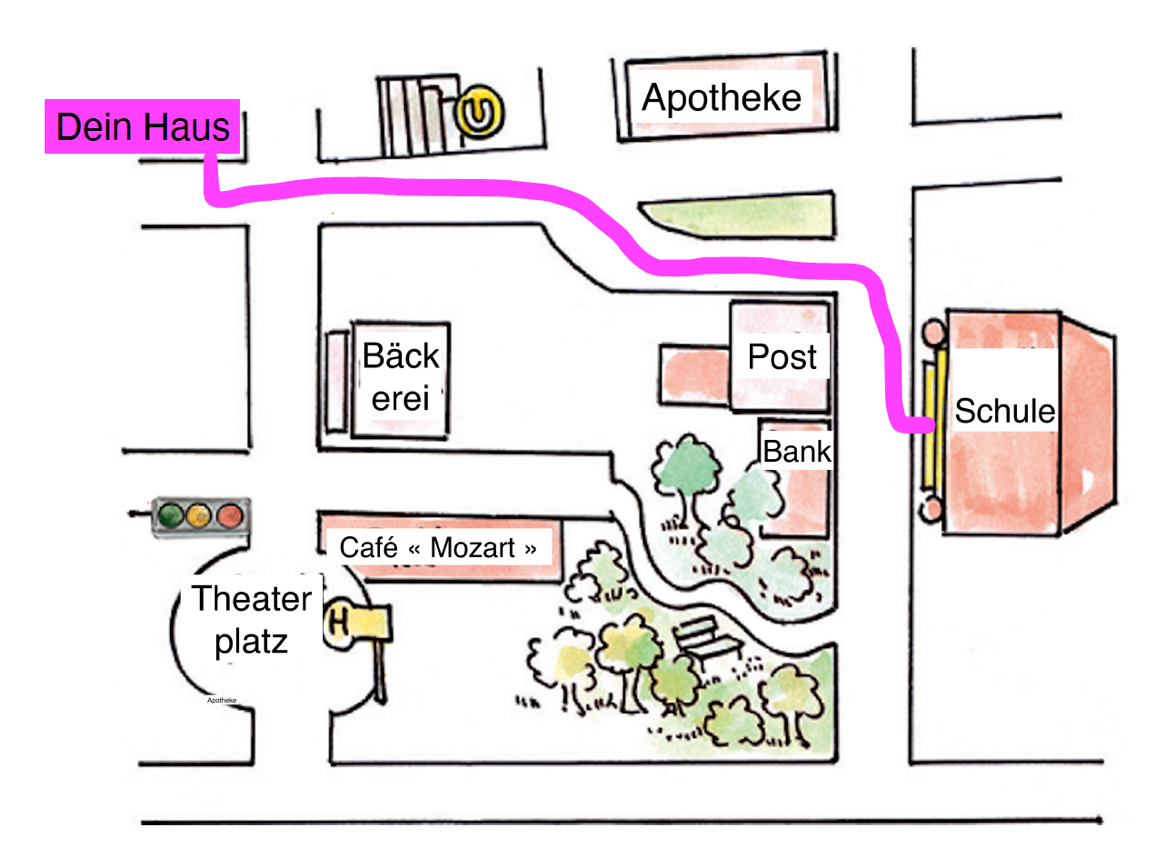 Dein Haus
U
Apotheke
Bäck
erei
Post
Schule
Bank
Café « Mozart »
Theater
platz
H
Apotheke